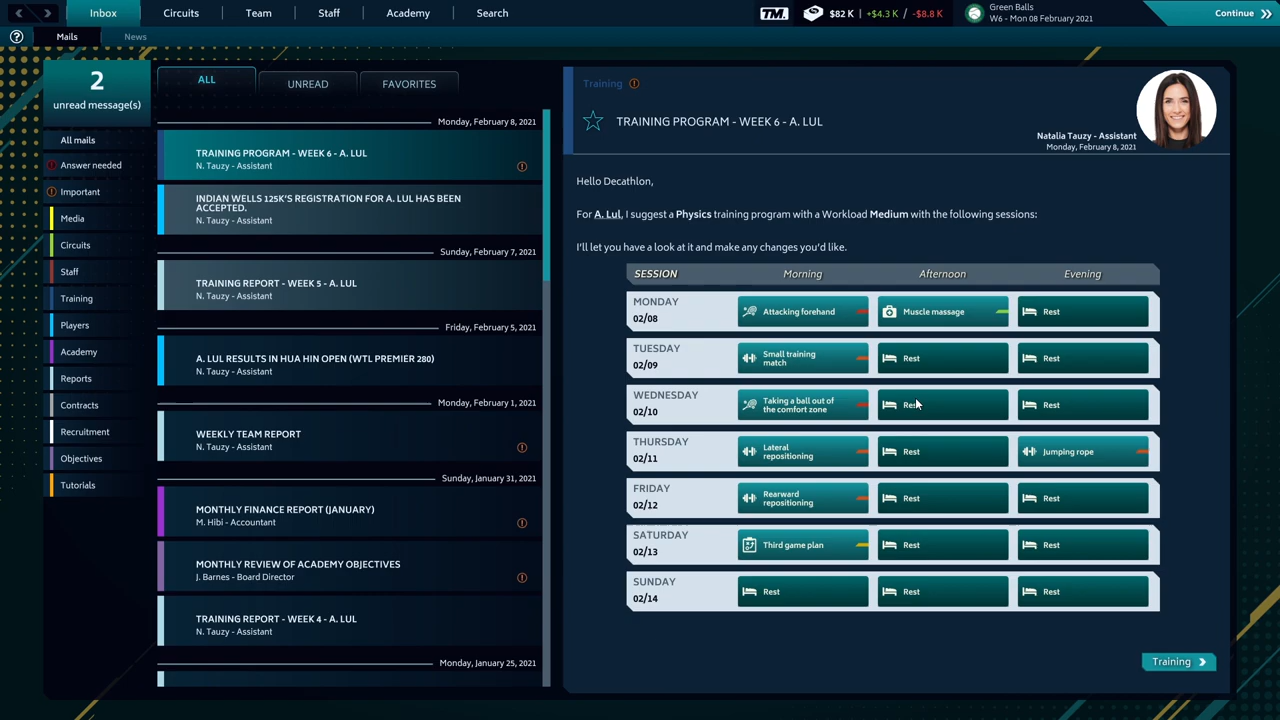 Inbox
Circuits
Team
Staff
Academy
Search
TM.
$82 K / +$4.3 K / -$8.8 K
Green Balls
W6 - Mon 08 February 2021
Continue
?
Mails
News
2
unread message(s)
All mails
Answer needed
Important
Media
Circuits
Staff
Training
Players
Academy
Reports
Contracts
Recruitment
Objectives
Tutorials
ALL
UNREAD
FAVORITES
Monday, February 8, 2021
TRAINING PROGRAM - WEEK 6 - A. LUL
N. Tauzy - Assistant
INDIAN WELLS 125K'S REGISTRATION FOR A. LUL HAS BEEN
ACCEPTED.
N. Tauzy - Assistant
Sunday, February 7, 2021
TRAINING REPORT - WEEK 5 - A. LUL
N. Tauzy - Assistant
Friday, February 5, 2021
A. LUL RESULTS IN HUA HIN OPEN (WTL PREMIER 280)
N. Tauzy - Assistant
Monday, February 1, 2021
WEEKLY TEAM REPORT
N. Tauzy - Assistant
Sunday, January 31, 2021
MONTHLY FINANCE REPORT (JANUARY)
M. Hibi - Accountant
MONTHLY REVIEW OF ACADEMY OBJECTIVES
J. Barnes - Board Director
TRAINING REPORT - WEEK 4 - A. LUL
N. Tauzy - Assistant
Monday, January 25, 2021
Training
TRAINING PROGRAM - WEEK 6 - A. LUL
Natalia Tauzy - Assistant
Monday, February 8, 2021
Hello Decathlon,
For A. Lul, I suggest a Physics training program with a Workload Medium with the following sessions:
I'll let you have a look at it and make any changes you'd like.
SESSION Morning Afternoon Evening
MONDAY
02/08
Attacking forehand
Muscle massage
Rest
TUESDAY
02/09
Small training
match
Rest
Rest
WEDNESDAY
02/10
Taking a ball out of
the comfort zone
Rest
Rest
THURSDAY
02/11
Lateral
repositioning
Rest
Jumping rope
FRIDAY
02/12
Rearward
repositioning
Rest
Rest
SATURDAY
02/13
Third game plan
Rest
Rest
SUNDAY
02/14
Rest
Rest
Rest
Training